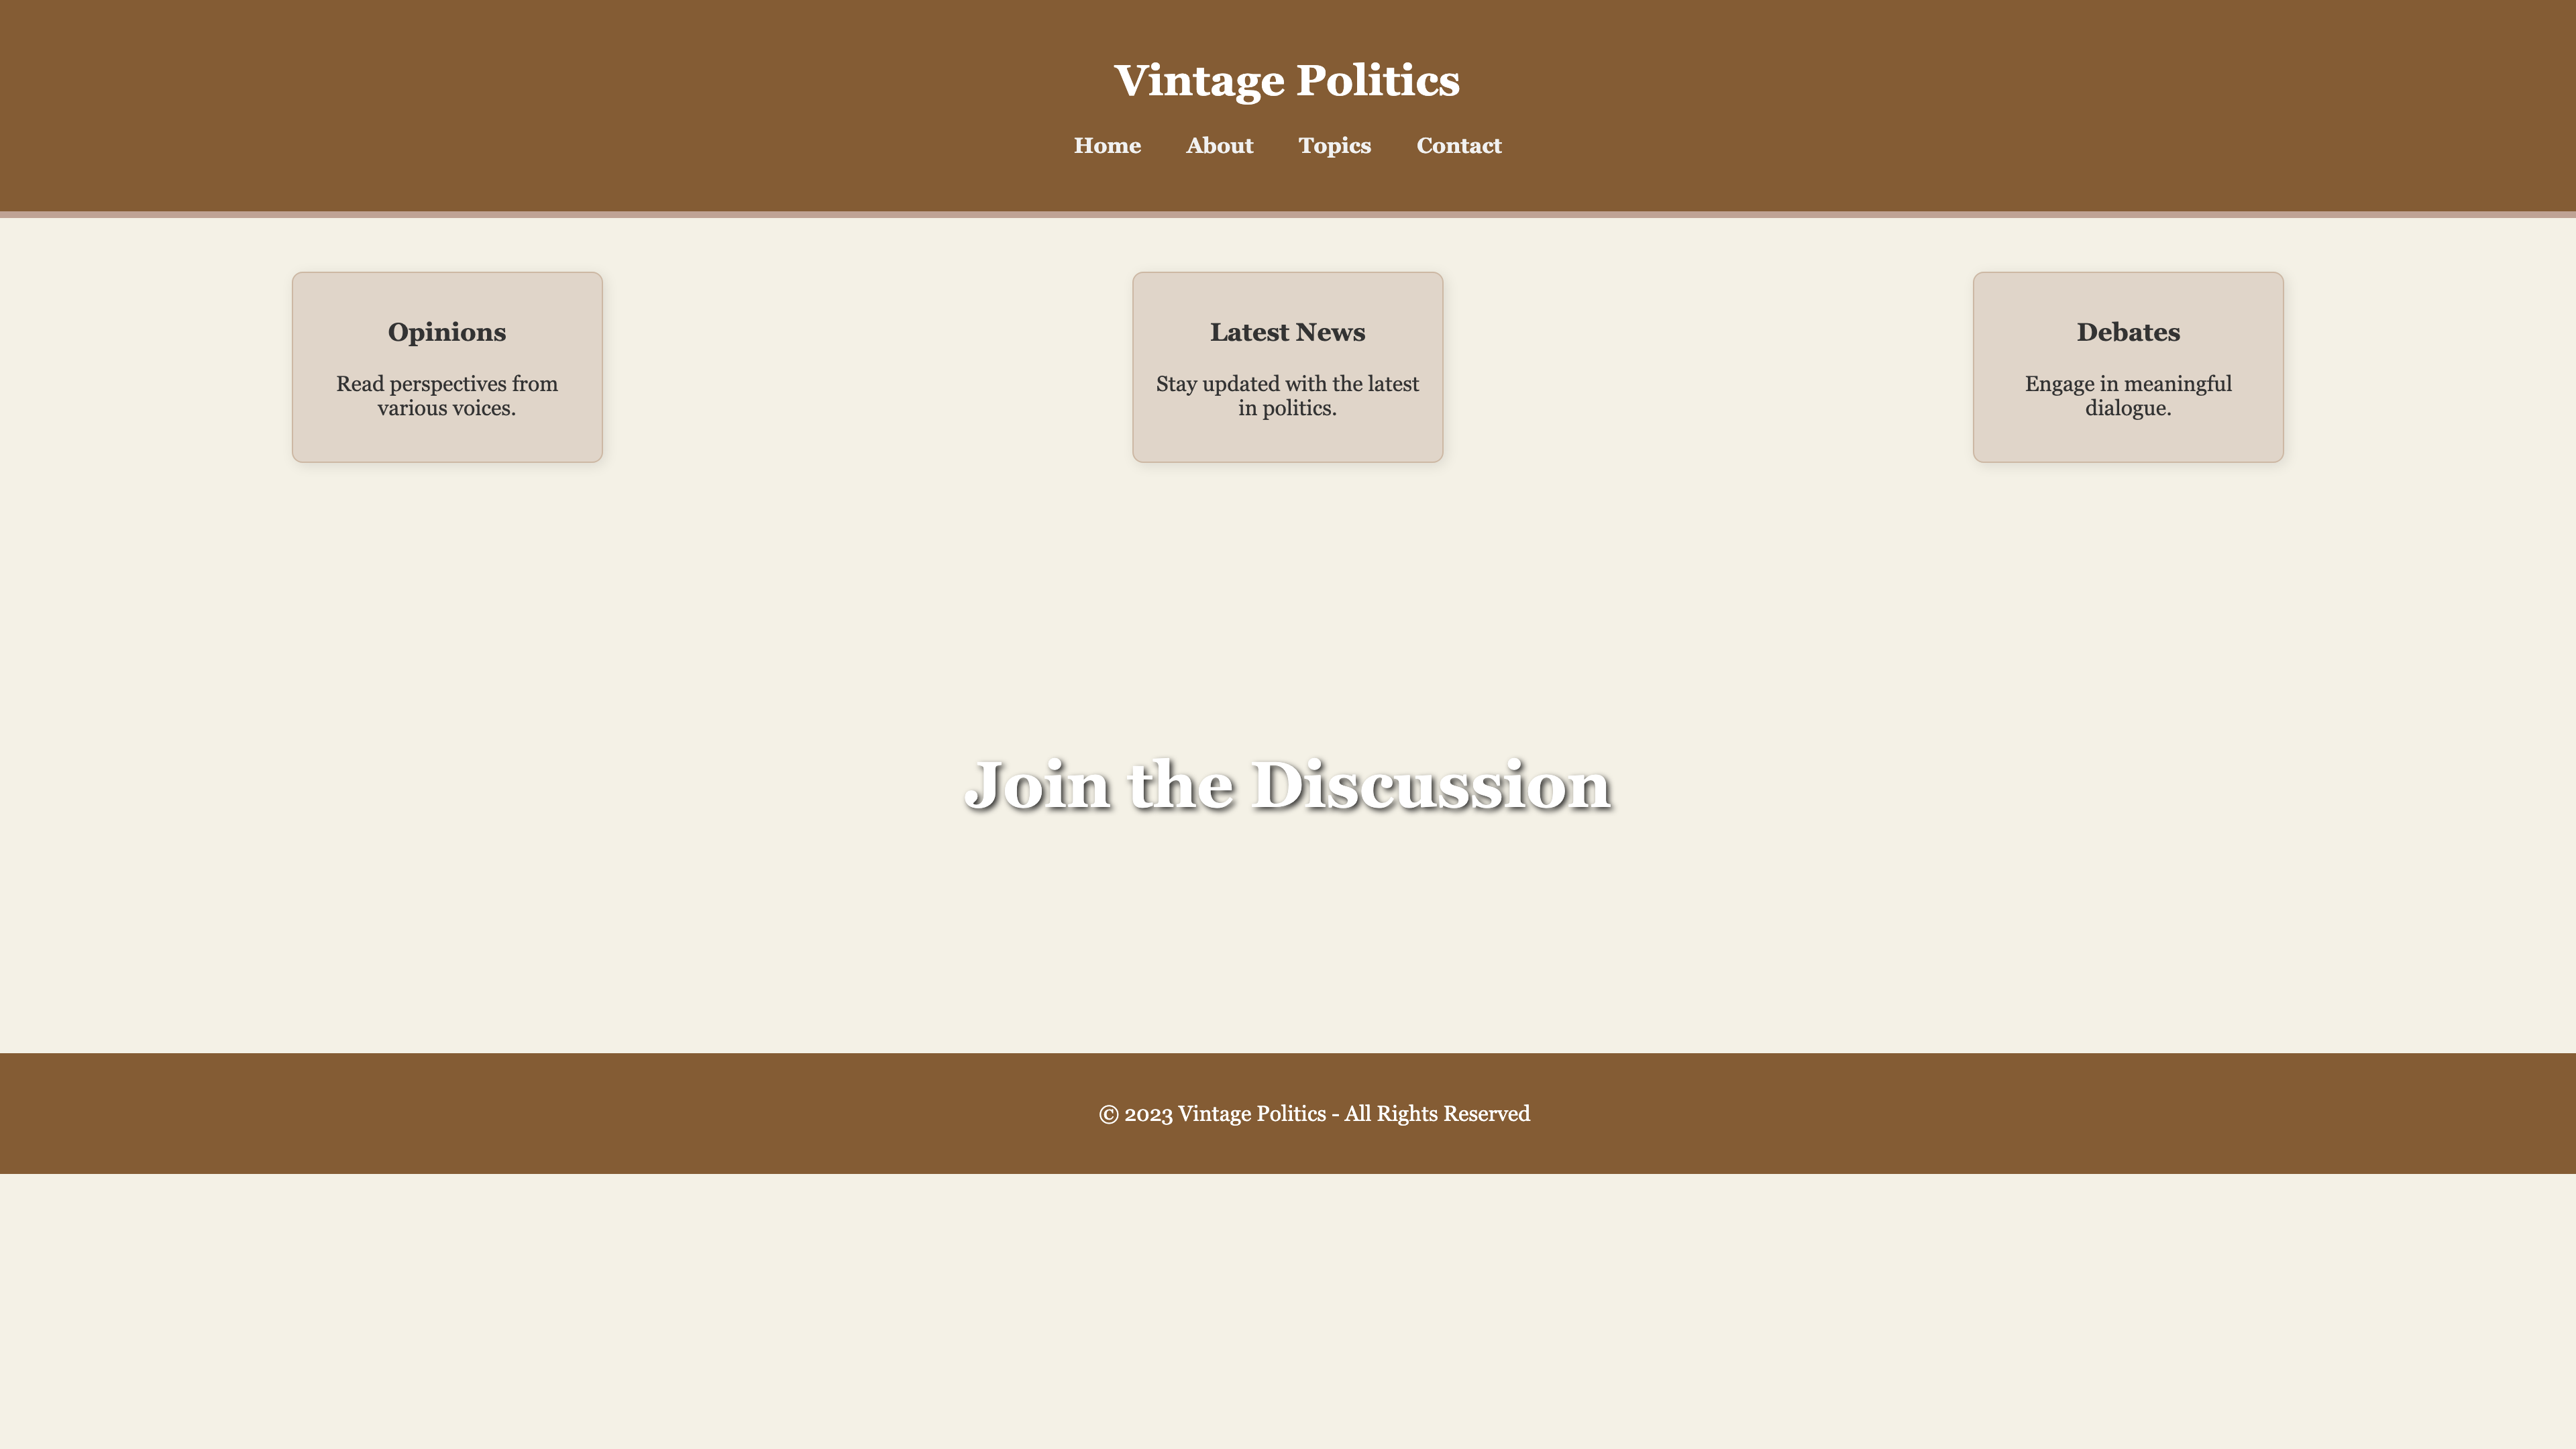 Vintage Politics
Home About Topics Contact
Opinions
Read perspectives from
various voices.
Latest News
Stay updated with the latest
in politics.
Debates
Engage in meaningful
dialogue.
Join the Discussion
© 2023 Vintage Politics - All Rights Reserved